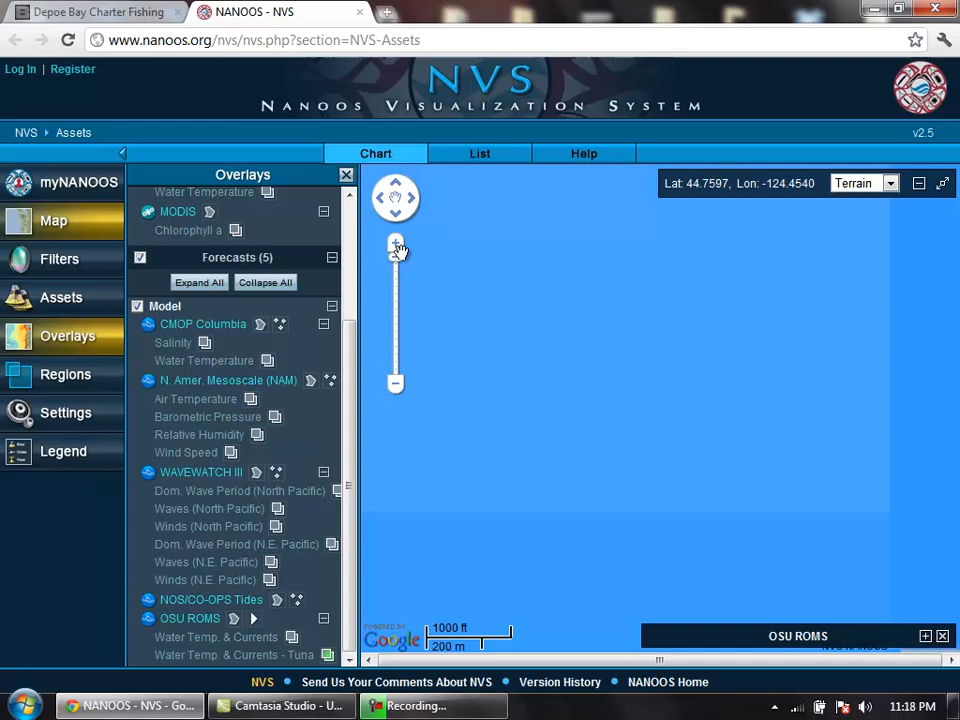 Depoe Bay Charter Fishing
NANOOS - NVS
www.nanoos.org/nvs/nvs.php?section=NVS-Assets
Log In | Register
NVS
NANOOS VISUALIZATION SYSTEM
NVS Assets
v2.5
Chart List Help
myNANOOS
Map
Filters
Assets
Overlays
Regions
Settings
Legend
Overlays
Water Temperature
MODIS
Chlorophyll a
Forecasts (5)
Expand All Collapse All
Model
CMOP Columbia
Salinity
Water Temperature
N. Amer. Mesoscale (NAM)
Air Temperature
Barometric Pressure
Relative Humidity
Wind Speed
WAVEWATCH III
Dom. Wave Period (North Pacific)
Waves (North Pacific)
Winds (North Pacific)
Dom. Wave Period (N.E. Pacific)
Waves (N.E. Pacific)
Winds (N.E. Pacific)
NOS/CO-OPS Tides
OSU ROMS
Water Temp. & Currents
Water Temp. & Currents - Tuna
Lat: 44.7597, Lon: -124.4540
Terrain
POWERED BY
Google
1000 ft
200 m
OSU ROMS
NVS Send Us Your Comments About NVS Version History NANOOS Home
NANOOS - NVS - Go...
Camtasia Studio - U...
Recording...
11:18 PM